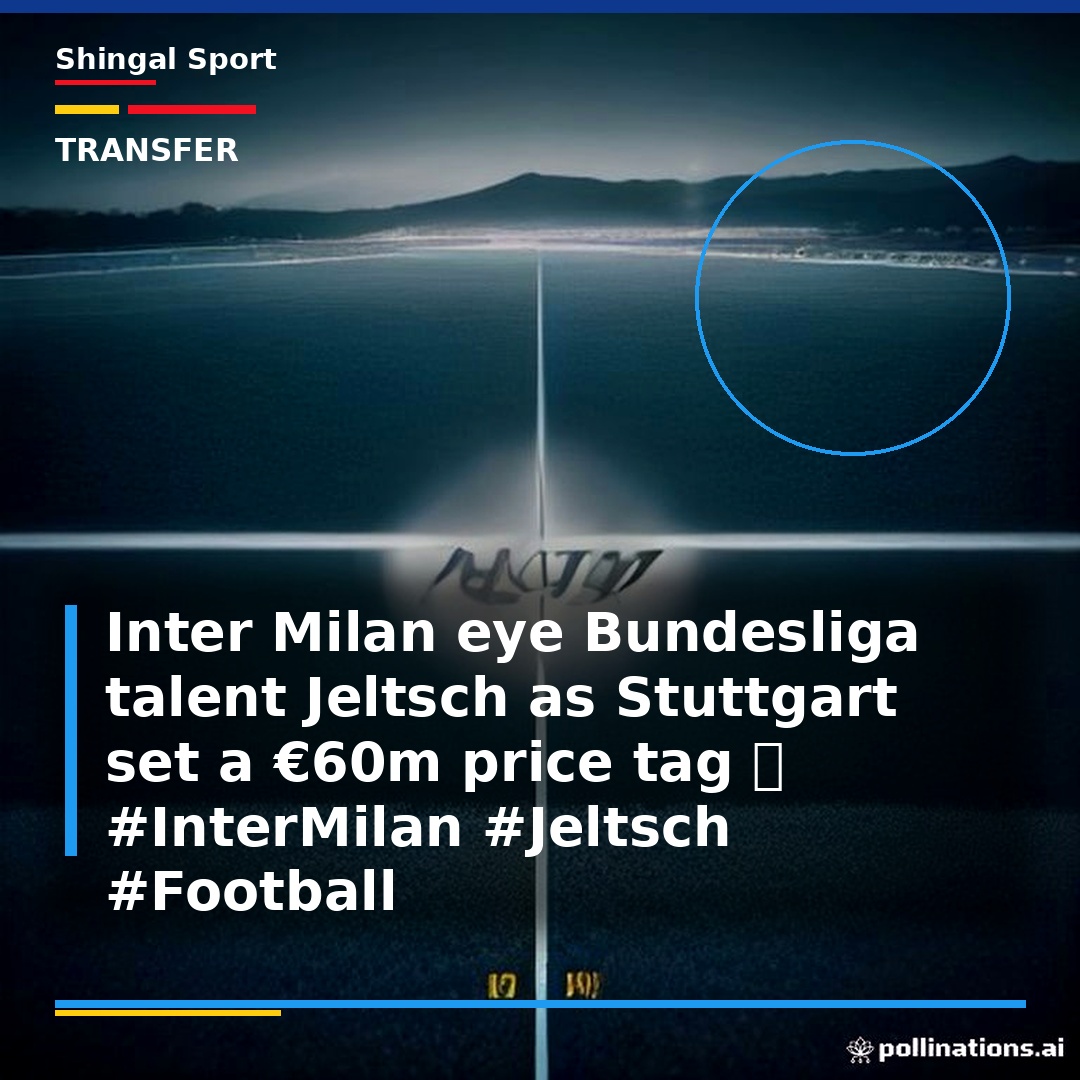 Shingal Sport
TRANSFER
Inter Milan eye Bundesliga
talent Jeltsch as Stuttgart
set a €60m price tag
#InterMilan #Jeltsch
#Football
pollinations.ai